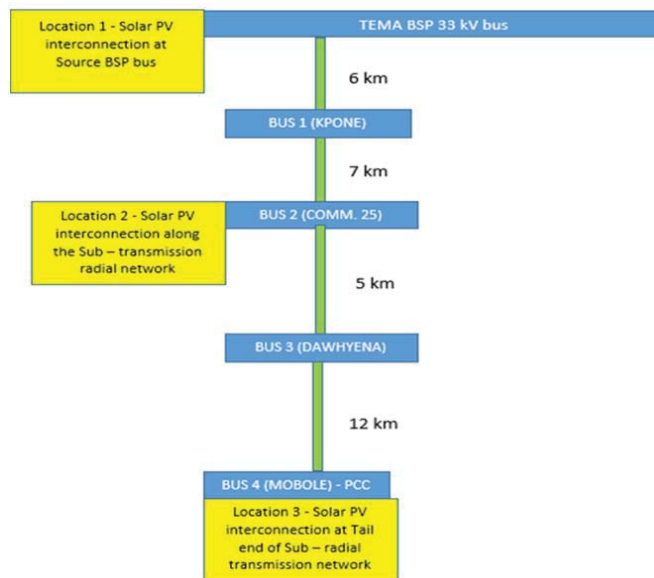 Location 1 - Solar PV
interconnection at
Source BSP bus
TEMA BSP 33 kV bus
6 km
BUS 1 (KPONE)
7 km
Location 2 - Solar PV
interconnection along
the Sub – transmission
radial network
BUS 2 (COMM. 25)
5 km
BUS 3 (DAWHYENA)
12 km
BUS 4 (MOBOLE) - PCC
Location 3 - Solar PV
interconnection at Tail
end of Sub – radial
transmission network